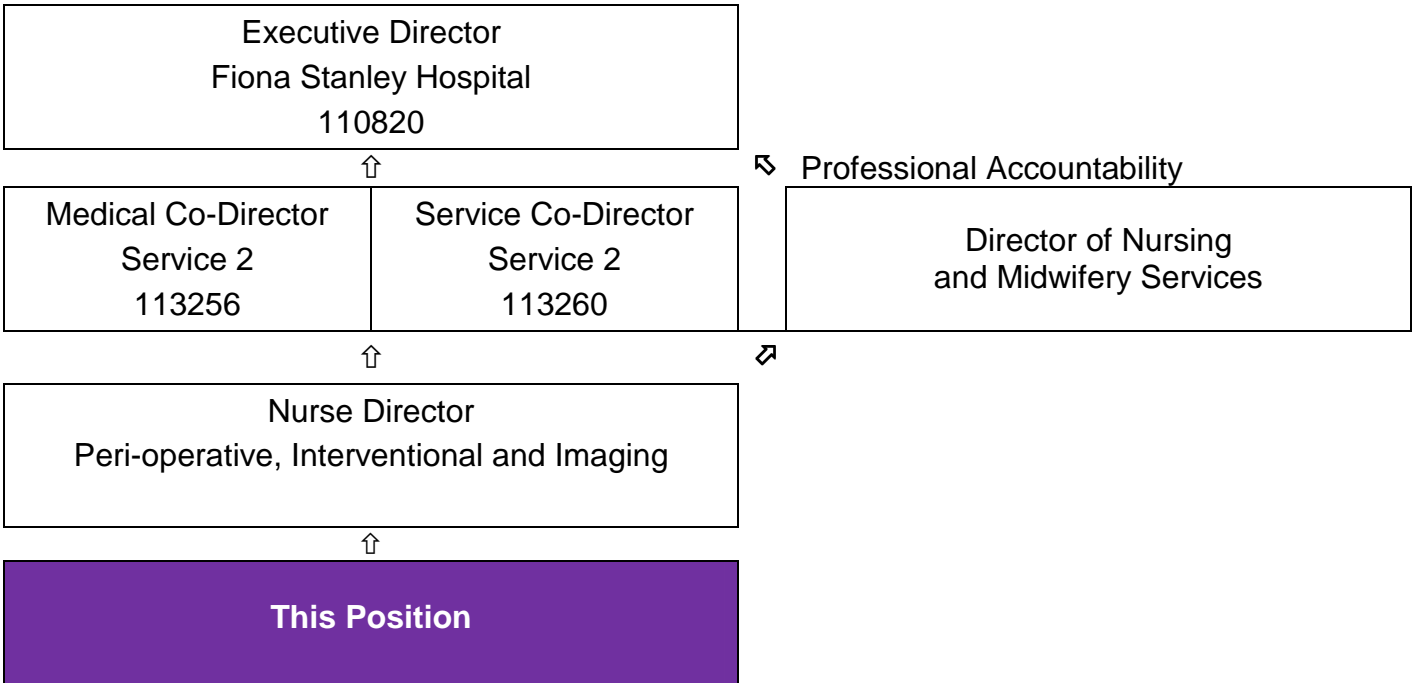 Executive Director
Fiona Stanley Hospital
110820
⇧
⇖ Professional Accountability
Medical Co-Director
Service 2
113256
Service Co-Director
Service 2
113260
Director of Nursing
and Midwifery Services
⇧
⇗
Nurse Director
Peri-operative, Interventional and Imaging
⇧
This Position